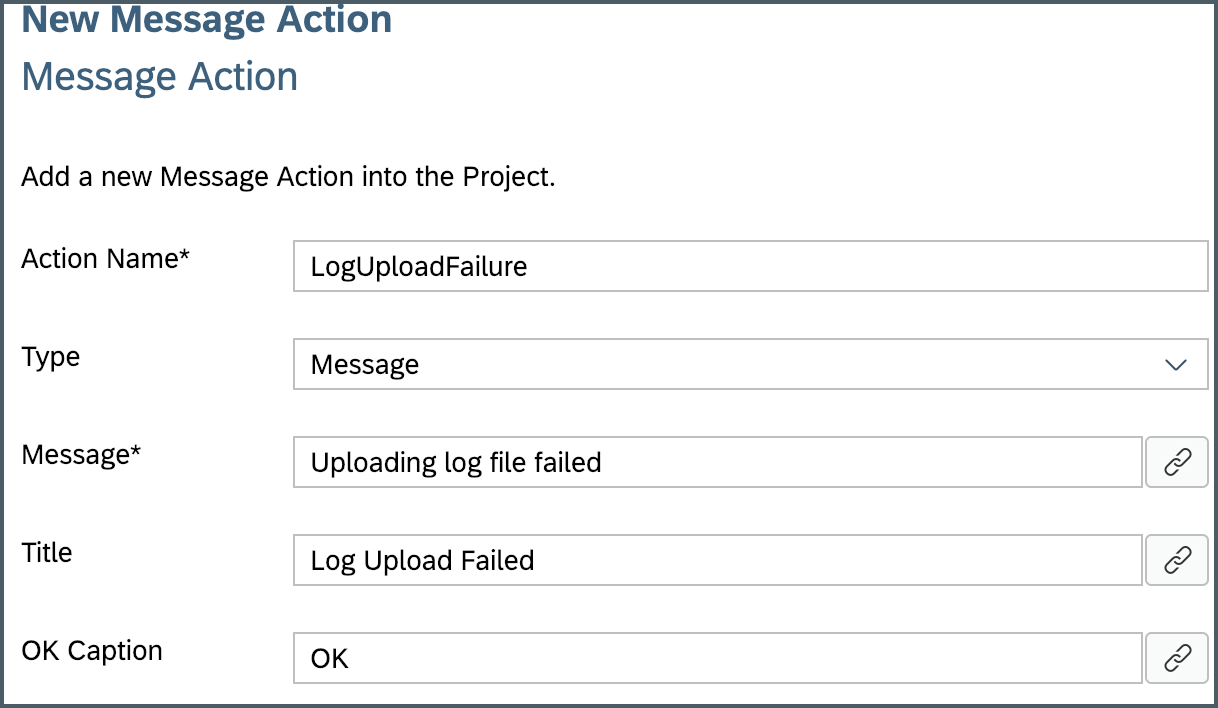 New Message Action
Message Action
Add a new Message Action into the Project.
Action Name* LogUploadFailure
Type Message
Message* Uploading log file failed
Title Log Upload Failed
OK Caption OK